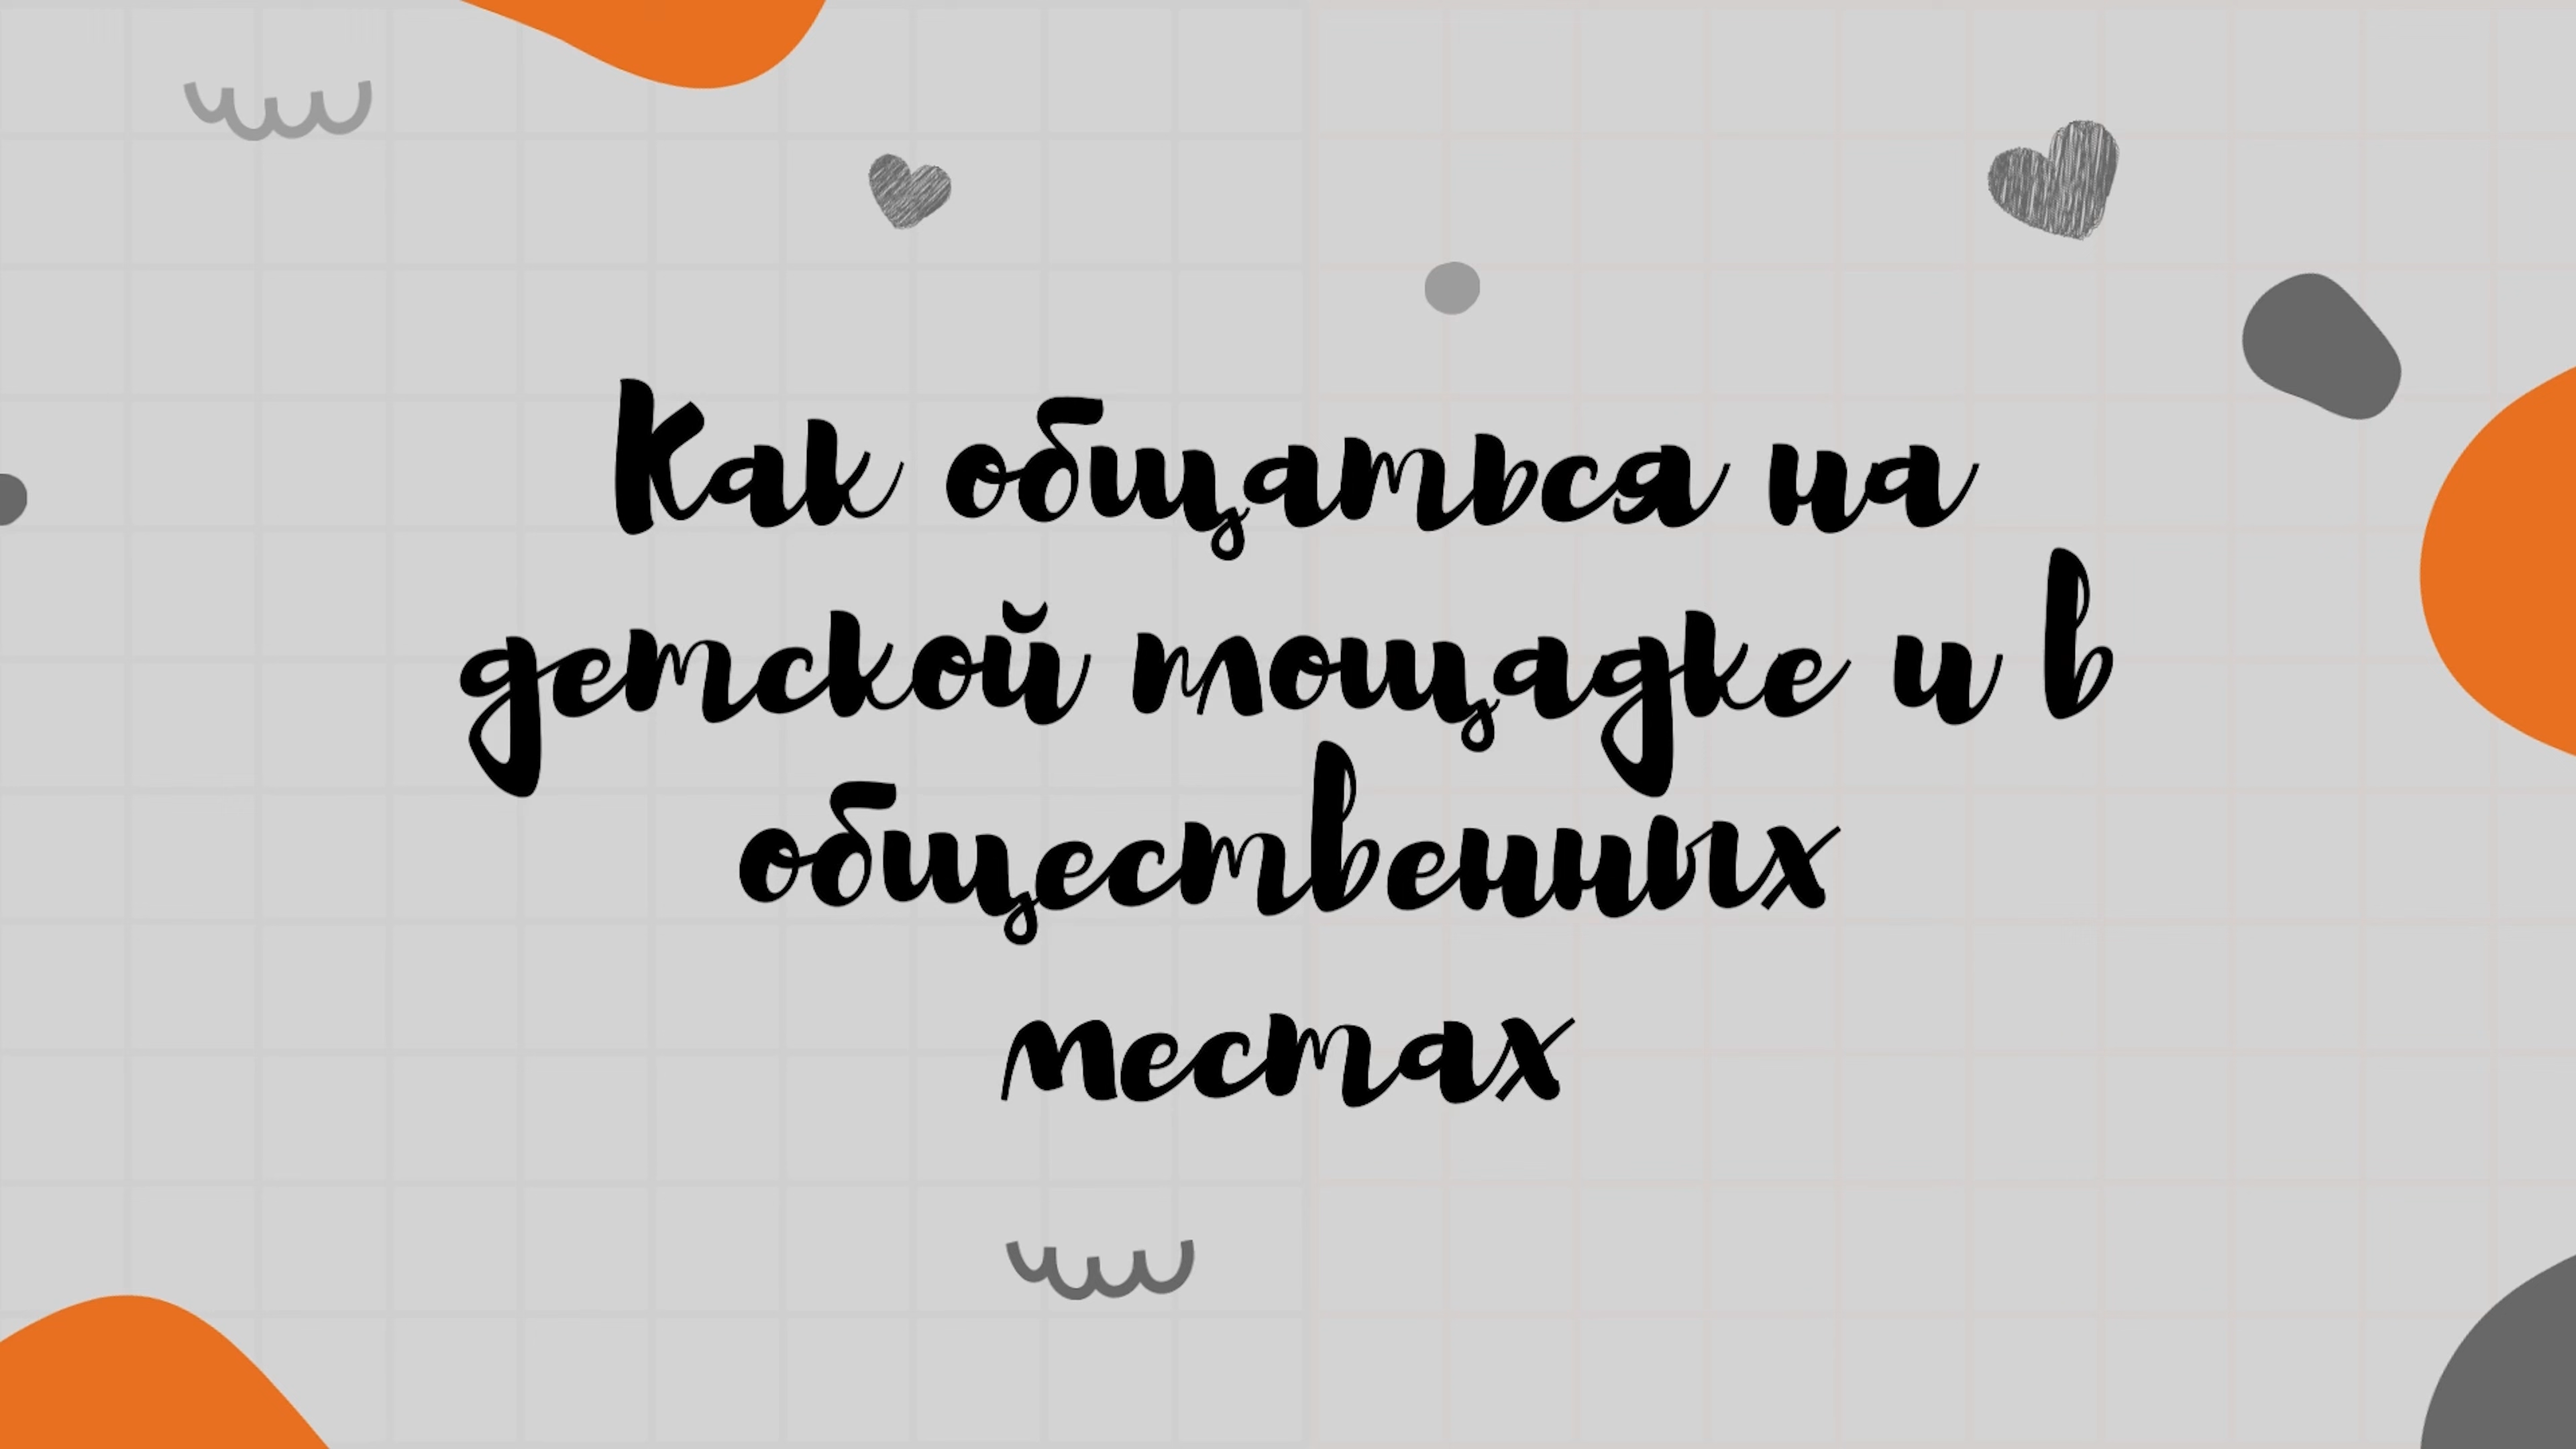 Как общаться на
детской площадке и в
общественных
местах